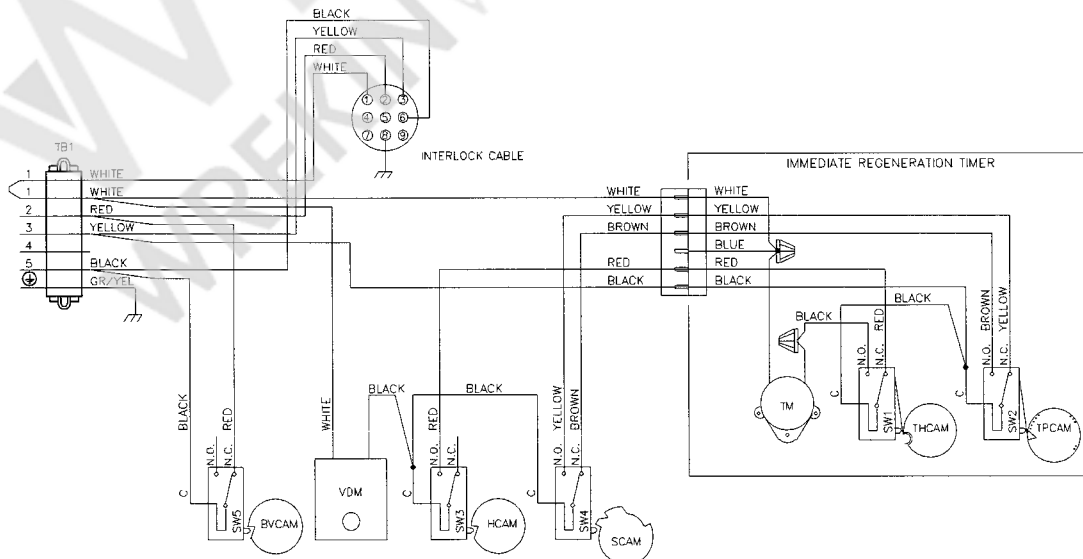 BLACK
YELLOW
RED
WHITE
1 2 3
4 5 6
7 8 9
INTERLOCK CABLE
TB1
1 WHITE
1 WHITE
2 RED
3 YELLOW
4
5 BLACK
GR/YEL
IMMEDIATE REGENERATION TIMER
WHITE WHITE
YELLOW YELLOW
BROWN BROWN
BLUE
RED RED
BLACK BLACK
BLACK
BLACK
N.O.
N.C. RED
C
SW1
THCAM
TM
N.O. BROWN
N.C. YELLOW
C
SW2
TPCAM
BLACK
N.O.
N.C. RED
C
SW5
BVCAM
WHITE
VDM
BLACK
N.O. RED
N.C.
C
SW3
HCAM
BLACK
N.O. YELLOW
N.C. BROWN
C
SW4
SCAM
WREKIN